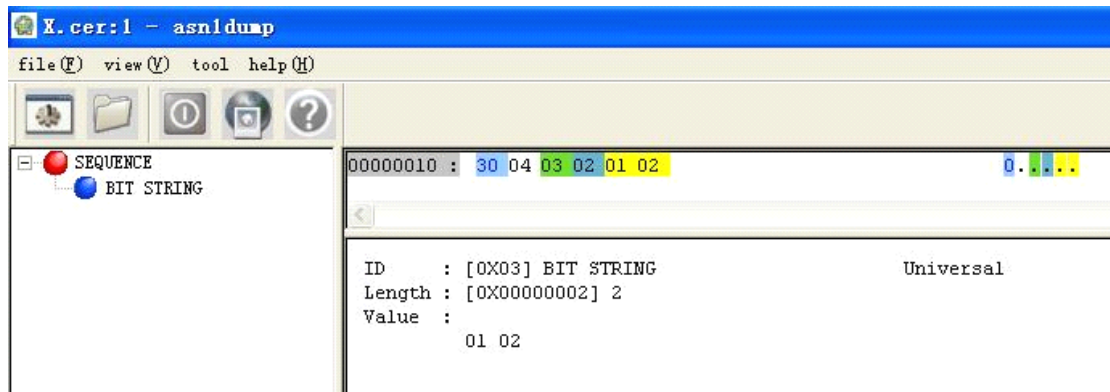 X.cer:1 - asn1dump
file(F) view(V) tool help(H)
SEQUENCE
BIT STRING
00000010 : 30 04 03 02 01 02 0.....
ID : [0X03] BIT STRING Universal
Length : [0X00000002] 2
Value :
01 02